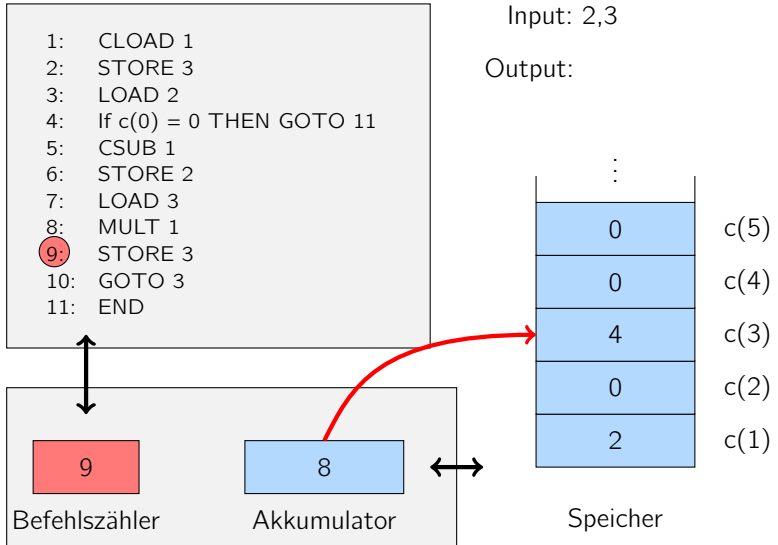 1: CLOAD 1
2: STORE 3
3: LOAD 2
4: If c(0) = 0 THEN GOTO 11
5: CSUB 1
6: STORE 2
7: LOAD 3
8: MULT 1
9: STORE 3
10: GOTO 3
11: END
Input: 2,3
Output:
⋮
0 c(5)
0 c(4)
4 c(3)
0 c(2)
2 c(1)
9
8
Befehlszähler
Akkumulator
Speicher